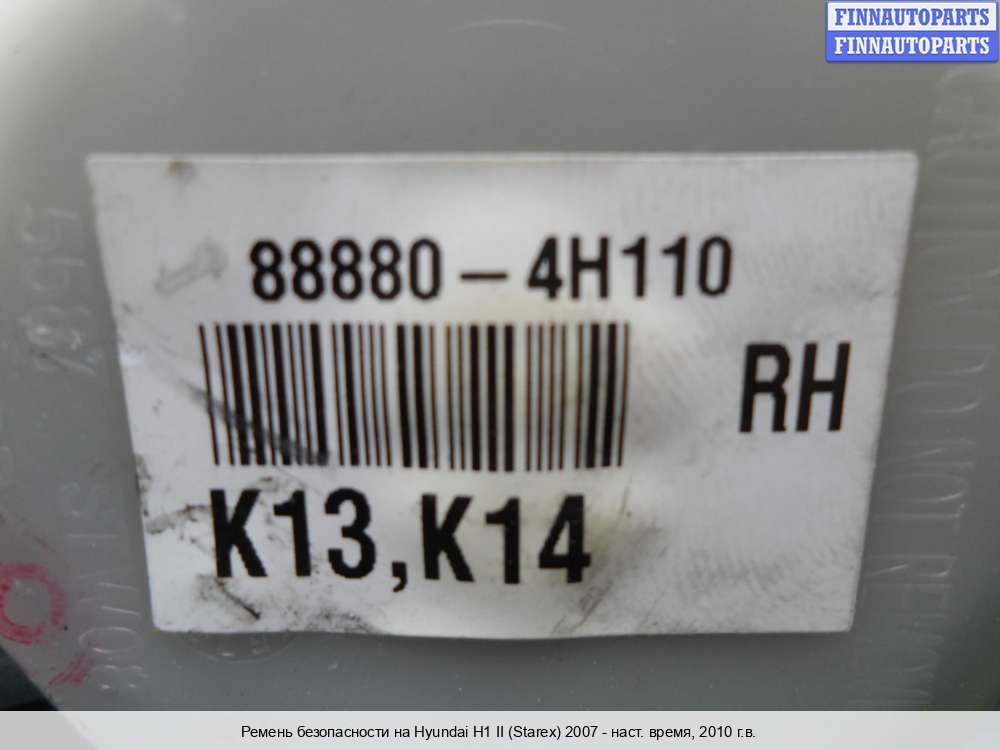 FINNAUTOPARTS
FINNAUTOPARTS
88880-4H110
RH
K13,K14
Ремень безопасности на Hyundai H1 II (Starex) 2007 - наст. время, 2010 г.в.